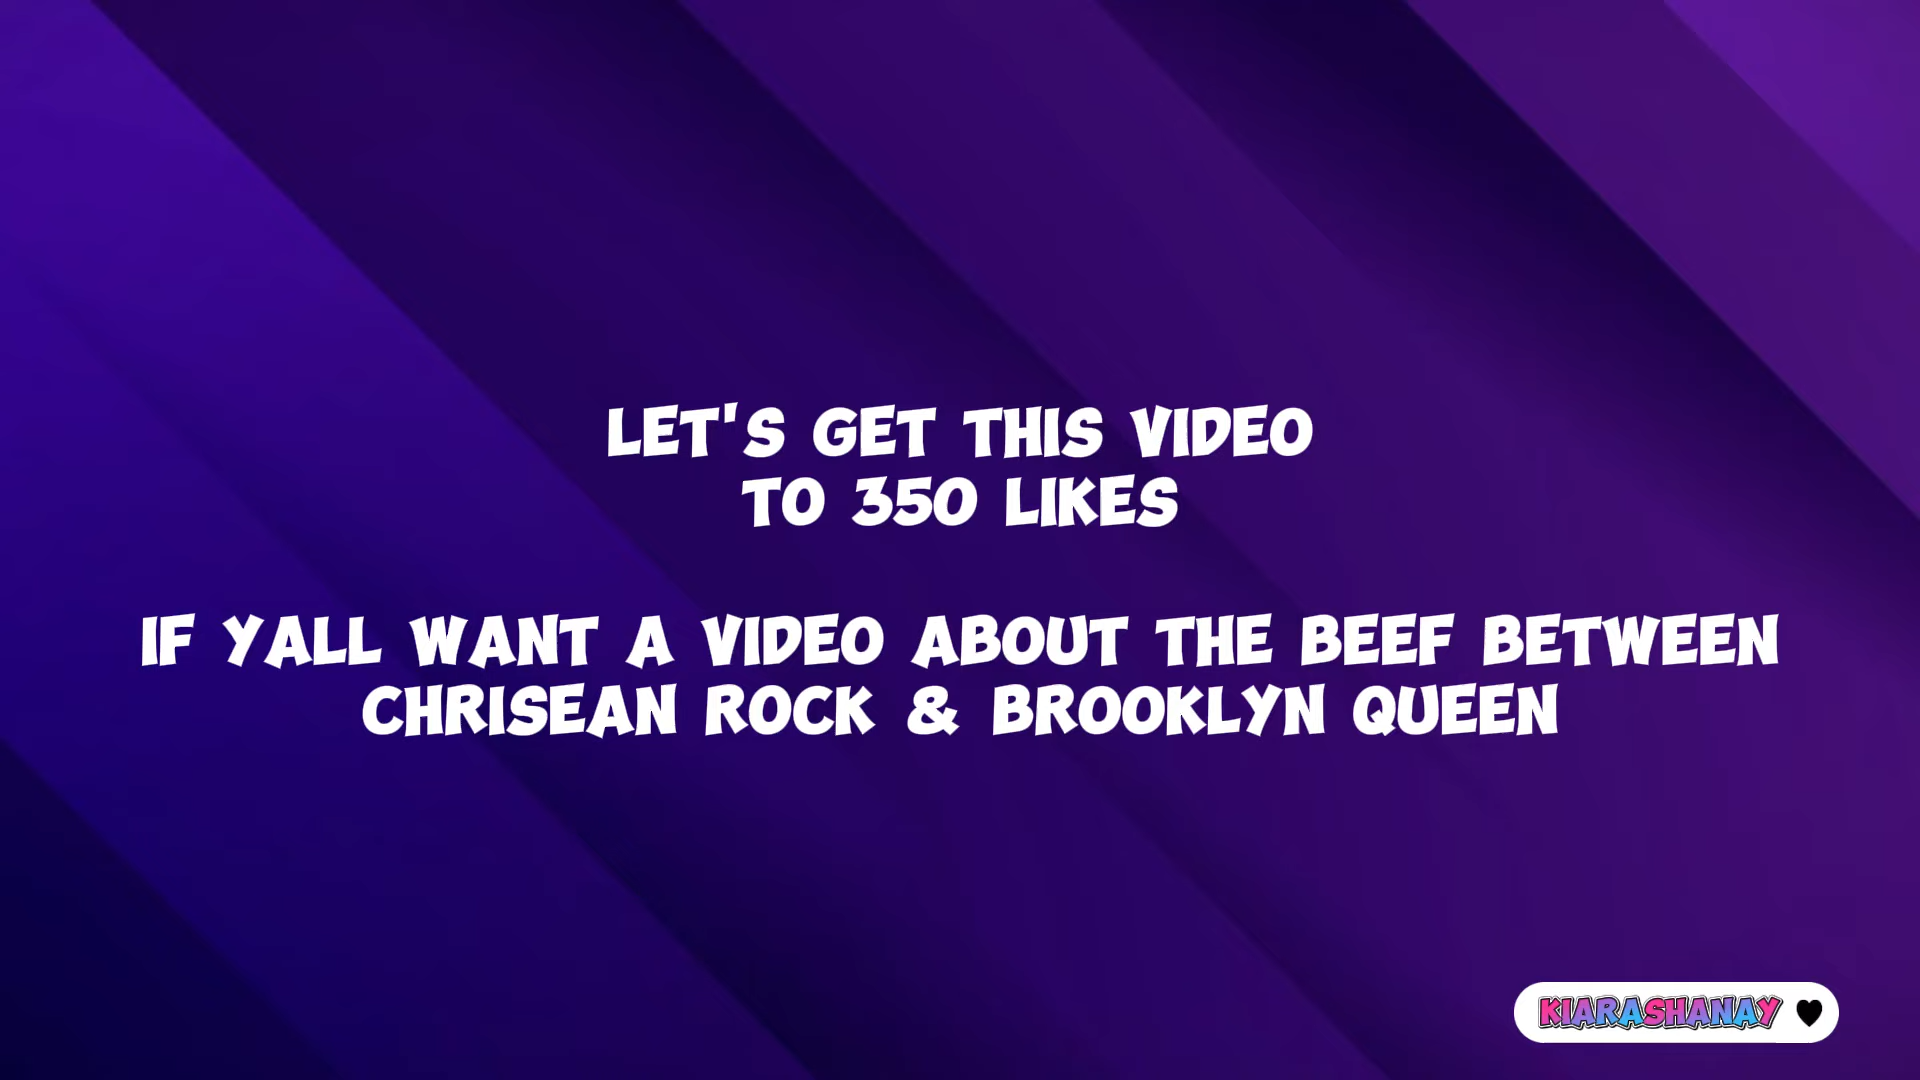 LET'S GET THIS VIDEO
TO 350 LIKES
IF YALL WANT A VIDEO ABOUT THE BEEF BETWEEN
CHRISEAN ROCK & BROOKLYN QUEEN
KIARASHANAY